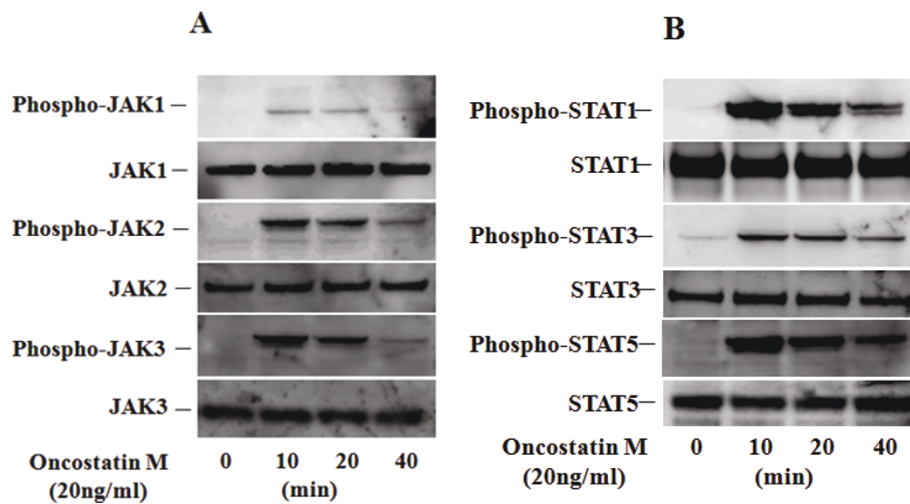 A
Phospho-JAK1
JAK1
Phospho-JAK2
JAK2
Phospho-JAK3
JAK3
Oncostatin M 0 10 20 40
(20ng/ml) (min)
B
Phospho-STAT1
STAT1
Phospho-STAT3
STAT3
Phospho-STAT5
STAT5
Oncostatin M 0 10 20 40
(20ng/ml) (min)